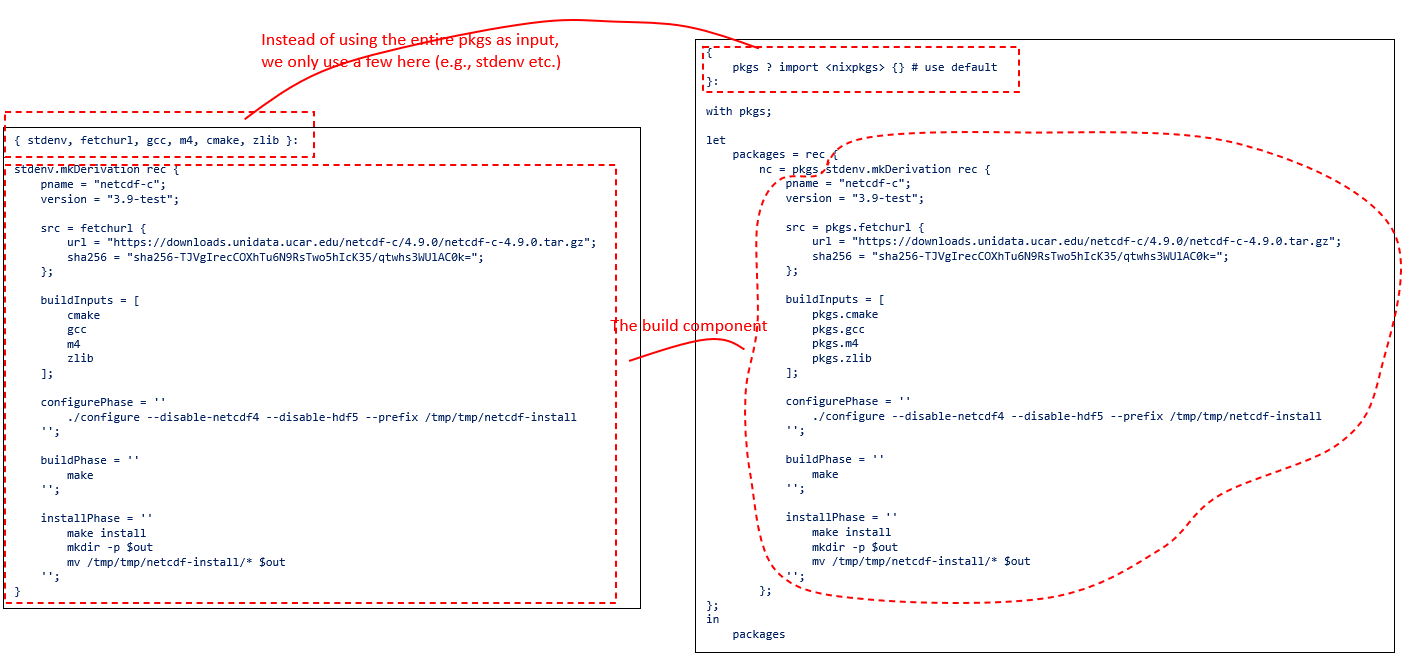 Instead of using the entire pkgs as input,
we only use a few here (e.g., stdenv etc.)
{ stdenv, fetchurl, gcc, m4, cmake, zlib }:
stdenv.mkDerivation rec {
    pname = "netcdf-c";
    version = "3.9-test";
    src = fetchurl {
        url = "https://downloads.unidata.ucar.edu/netcdf-c/4.9.0/netcdf-c-4.9.0.tar.gz";
        sha256 = "sha256-TJVgIrecCOXhTu6N9RsTwo5hIcK35/qtwhs3WUlAC0k=";
    };
    buildInputs = [
        cmake
        gcc
        m4
        zlib
    ];
    configurePhase = ''
        ./configure --disable-netcdf4 --disable-hdf5 --prefix /tmp/tmp/netcdf-install
    '';
    buildPhase = ''
        make
    '';
    installPhase = ''
        make install
        mkdir -p $out
        mv /tmp/tmp/netcdf-install/* $out
    '';
}
The build component
{
    pkgs ? import <nixpkgs> {} # use default
}:
with pkgs;
let
    packages = rec {
        nc = pkgs.stdenv.mkDerivation rec {
            pname = "netcdf-c";
            version = "3.9-test";
            src = pkgs.fetchurl {
                url = "https://downloads.unidata.ucar.edu/netcdf-c/4.9.0/netcdf-c-4.9.0.tar.gz";
                sha256 = "sha256-TJVgIrecCOXhTu6N9RsTwo5hIcK35/qtwhs3WUlAC0k=";
            };
            buildInputs = [
                pkgs.cmake
                pkgs.gcc
                pkgs.m4
                pkgs.zlib
            ];
            configurePhase = ''
                ./configure --disable-netcdf4 --disable-hdf5 --prefix /tmp/tmp/netcdf-install
            '';
            buildPhase = ''
                make
            '';
            installPhase = ''
                make install
                mkdir -p $out
                mv /tmp/tmp/netcdf-install/* $out
            '';
        };
};
in
    packages